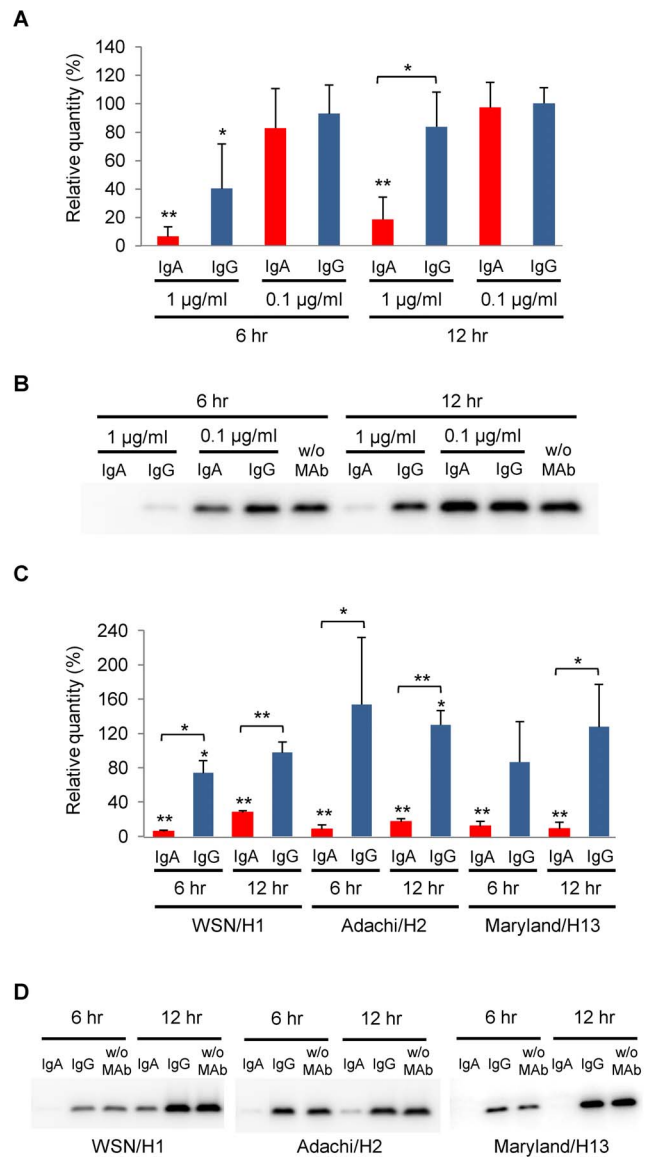 A
Relative quantity (%)
140
120
100
80
60
40
20
0
** * ** *
IgA IgG IgA IgG IgA IgG IgA IgG
1 µg/ml 0.1 µg/ml 1 µg/ml 0.1 µg/ml
6 hr 12 hr
B
6 hr 12 hr
1 µg/ml 0.1 µg/ml w/o MAb 1 µg/ml 0.1 µg/ml w/o MAb
IgA IgG IgA IgG IgA IgG IgA IgG
C
Relative quantity (%)
240
200
160
120
80
40
0
* ** * ** *
** * ** ** ** * ** **
IgA IgG IgA IgG IgA IgG IgA IgG IgA IgG IgA IgG
6 hr 12 hr 6 hr 12 hr 6 hr 12 hr
WSN/H1 Adachi/H2 Maryland/H13
D
6 hr 12 hr 6 hr 12 hr 6 hr 12 hr
IgA IgG w/o MAb IgA IgG w/o MAb IgA IgG w/o MAb IgA IgG w/o MAb IgA IgG w/o MAb IgA IgG w/o MAb
WSN/H1 Adachi/H2 Maryland/H13